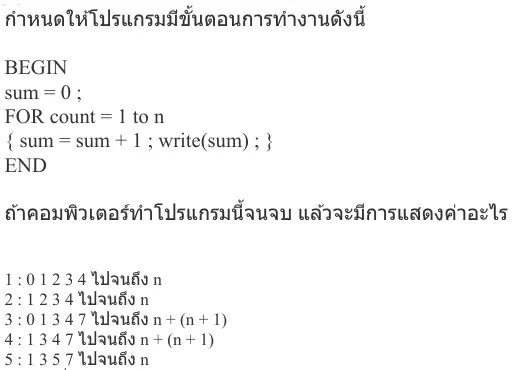 กำหนดให้โปรแกรมมีขั้นตอนการทำงานดังนี้
BEGIN
sum = 0 ;
FOR count = 1 to n
{ sum = sum + 1 ; write(sum) ; }
END
ถ้าคอมพิวเตอร์ทำโปรแกรมนี้จนจบ แล้วจะมีการแสดงค่าอะไร
1 : 0 1 2 3 4 ไปจนถึง n
2 : 1 2 3 4 ไปจนถึง n
3 : 0 1 3 4 7 ไปจนถึง n + (n + 1)
4 : 1 3 4 7 ไปจนถึง n + (n + 1)
5 : 1 3 5 7 ไปจนถึง n